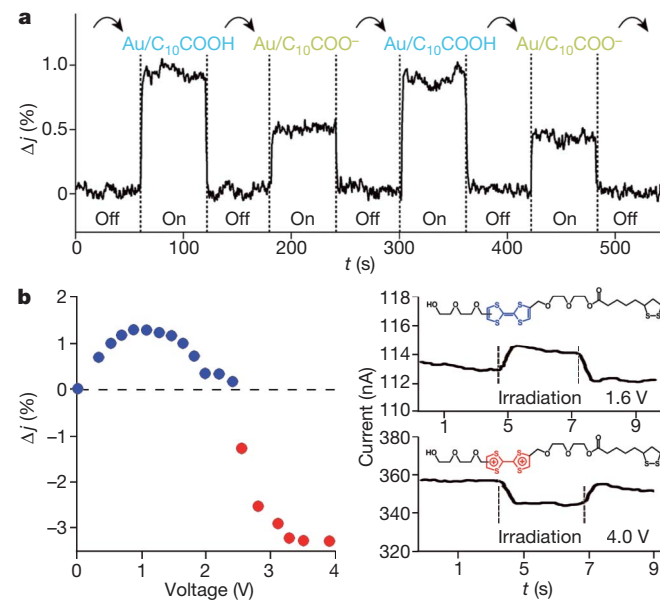 a
Au/C₁₀COOH Au/C₁₀COO⁻ Au/C₁₀COOH Au/C₁₀COO⁻
1.0
0.5
0
Δj (%)
Off On Off On Off On Off On Off
0 100 200 300 400 500
t (s)
b
2
1
0
−1
−2
−3
Δj (%)
0 1 2 3 4
Voltage (V)
Current (nA)
118
116
114
112
110
HO O O S S S S O O O O S S
Irradiation 1.6 V
1 5 7 9
380
360
340
320
HO O O S S S S O O O O S S
Irradiation 4.0 V
1 5 7 9
t (s)